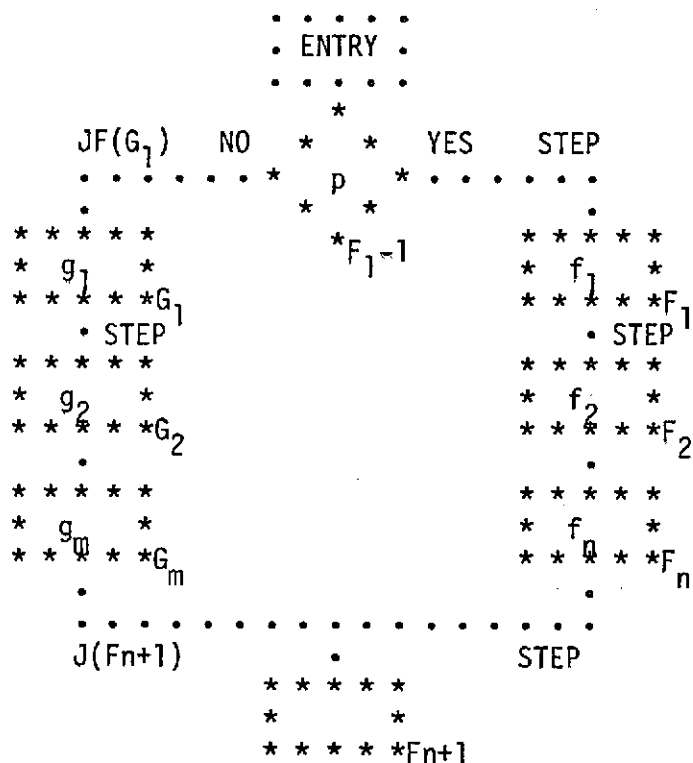 ENTRY
JF(G1) NO YES STEP
p
F1-1
g1 f1
G1 F1
STEP STEP
g2 f2
G2 F2
gm fn
Gm Fn
J(Fn+1) STEP
Fn+1